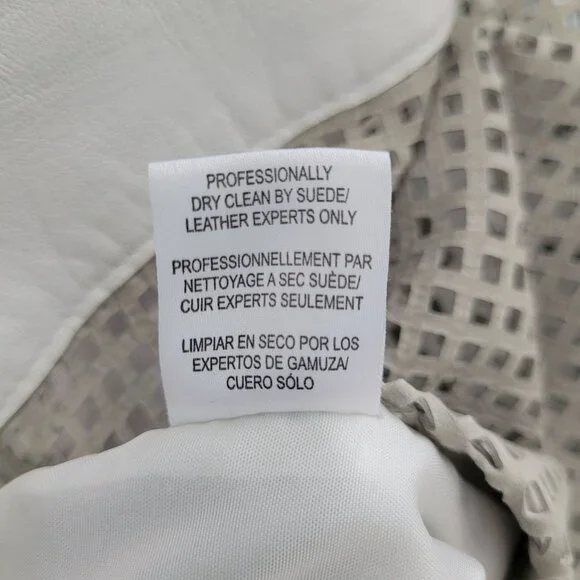 PROFESSIONALLY
DRY CLEAN BY SUEDE/
LEATHER EXPERTS ONLY
PROFESSIONNELLEMENT PAR
NETTOYAGE A SEC SUÈDE/
CUIR EXPERTS SEULEMENT
LIMPIAR EN SECO POR LOS
EXPERTOS DE GAMUZA/
CUERO SÓLO